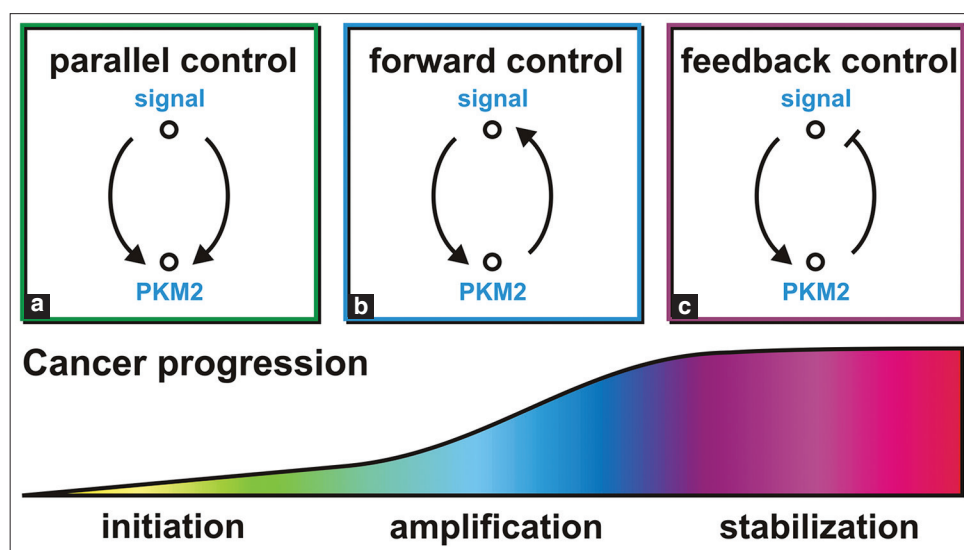 parallel control
signal
PKM2
a
forward control
signal
PKM2
b
feedback control
signal
PKM2
c
Cancer progression
initiation
amplification
stabilization